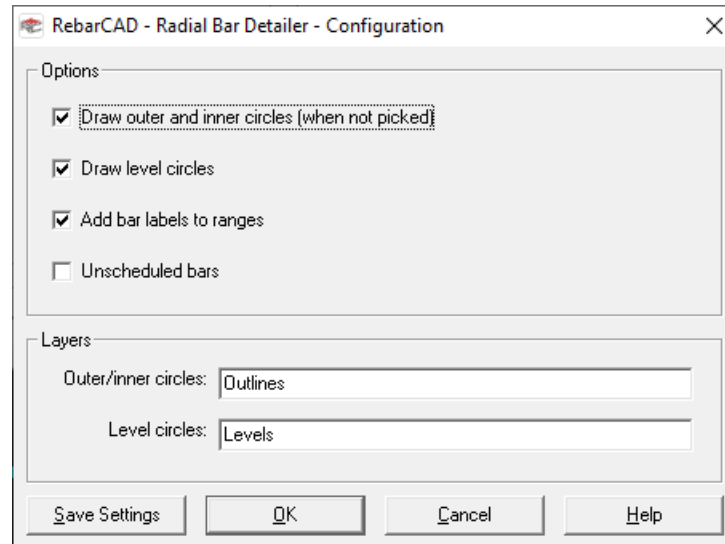 RebarCAD - Radial Bar Detailer - Configuration
Options
Draw outer and inner circles (when not picked)
Draw level circles
Add bar labels to ranges
Unscheduled bars
Layers
Outer/inner circles: Outlines
Level circles: Levels
Save Settings OK Cancel Help